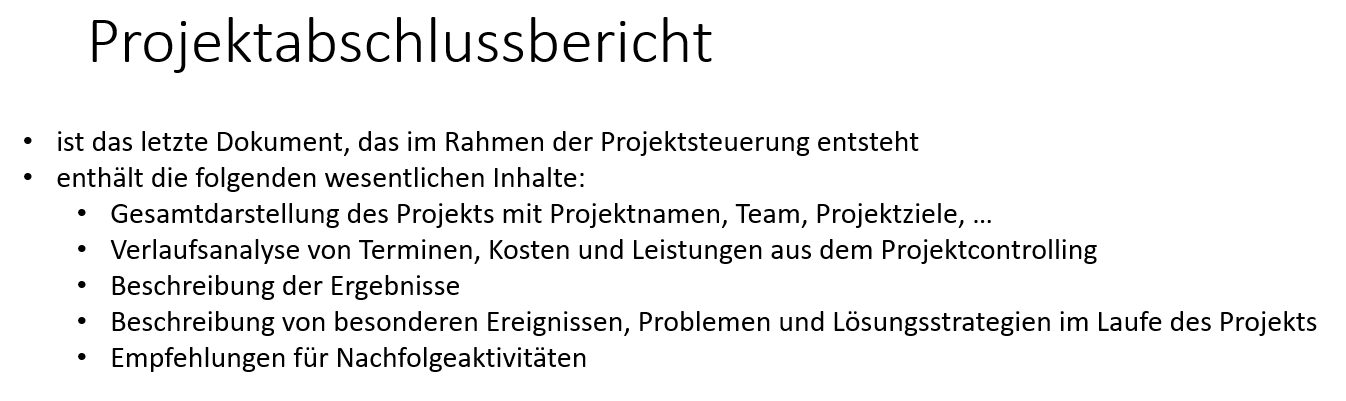 Projektabschlussbericht
• ist das letzte Dokument, das im Rahmen der Projektsteuerung entsteht
• enthält die folgenden wesentlichen Inhalte:
• Gesamtdarstellung des Projekts mit Projektnamen, Team, Projektziele, ...
• Verlaufsanalyse von Terminen, Kosten und Leistungen aus dem Projektcontrolling
• Beschreibung der Ergebnisse
• Beschreibung von besonderen Ereignissen, Problemen und Lösungsstrategien im Laufe des Projekts
• Empfehlungen für Nachfolgeaktivitäten